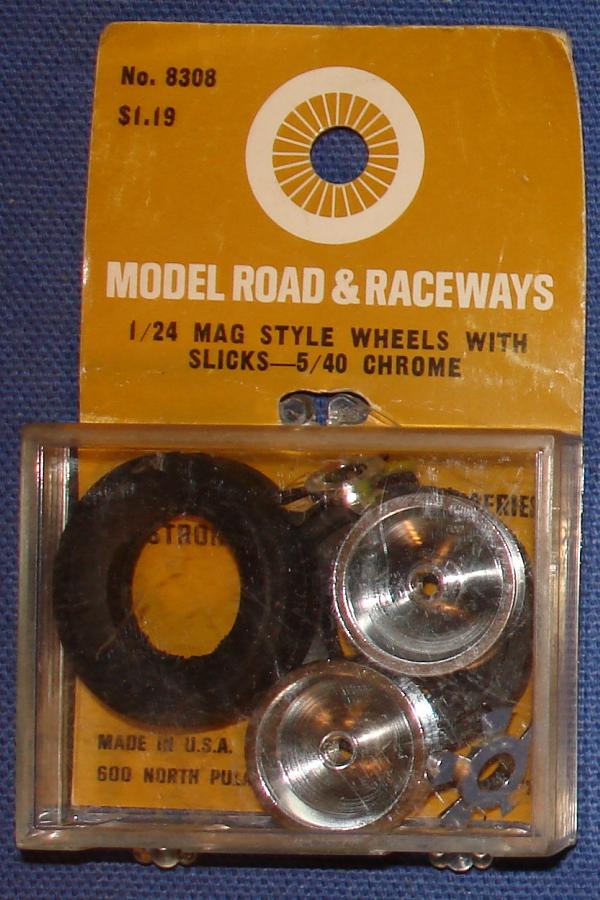 No. 8308
$1.19
MODEL ROAD & RACEWAYS
1/24 MAG STYLE WHEELS WITH
SLICKS—5/40 CHROME
MADE IN U.S.A.
600 NORTH